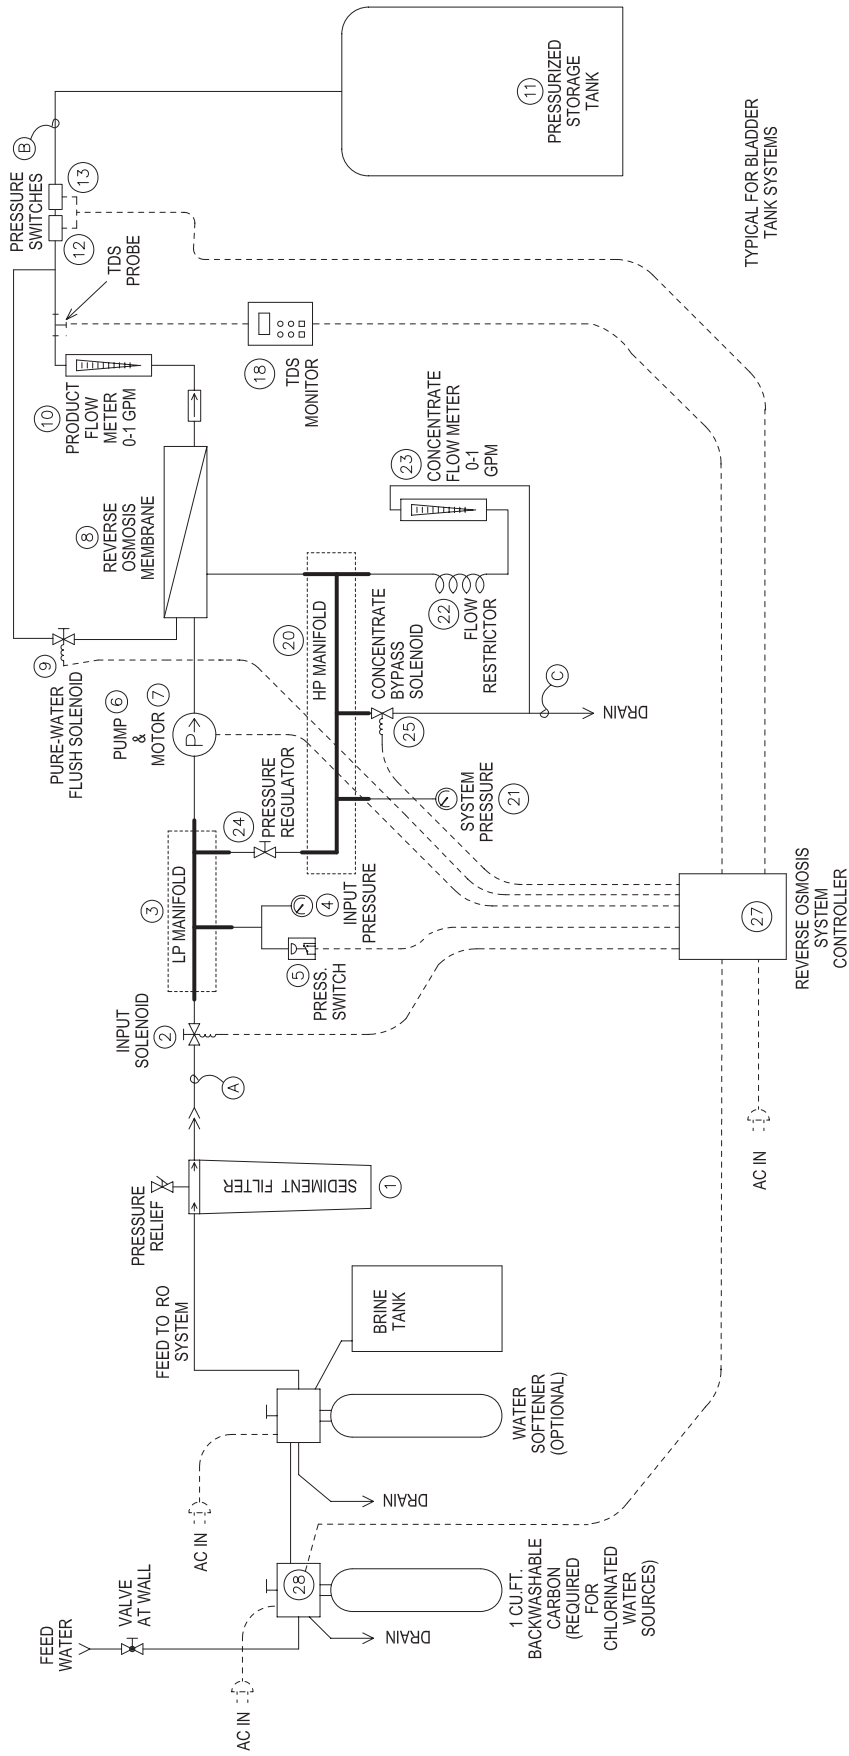 FEED
WATER
VALVE
AT WALL
AC IN
28
DRAIN
1 CU.FT.
BACKWASHABLE
CARBON
(REQUIRED
FOR
CHLORINATED
WATER
SOURCES)
AC IN
DRAIN
WATER
SOFTENER
(OPTIONAL)
BRINE
TANK
FEED TO RO
SYSTEM
PRESSURE
RELIEF
SEDIMENT FILTER
1
A
INPUT
SOLENOID
2
3
LP MANIFOLD
5
PRESS.
SWITCH
4
INPUT
PRESSURE
24
PRESSURE
REGULATOR
PUMP 6
&
MOTOR 7
P
PURE-WATER
FLUSH SOLENOID
9
20
HP MANIFOLD
SYSTEM
PRESSURE
21
25
CONCENTRATE
BYPASS
SOLENOID
C
DRAIN
22
FLOW
RESTRICTOR
23
CONCENTRATE
FLOW METER
0-1
GPM
8
REVERSE
OSMOSIS
MEMBRANE
10
PRODUCT
FLOW
METER
0-1 GPM
18
TDS
MONITOR
TDS
PROBE
PRESSURE
SWITCHES
12
13
B
11
PRESSURIZED
STORAGE
TANK
TYPICAL FOR BLADDER
TANK SYSTEMS
AC IN
27
REVERSE OSMOSIS
SYSTEM
CONTROLLER